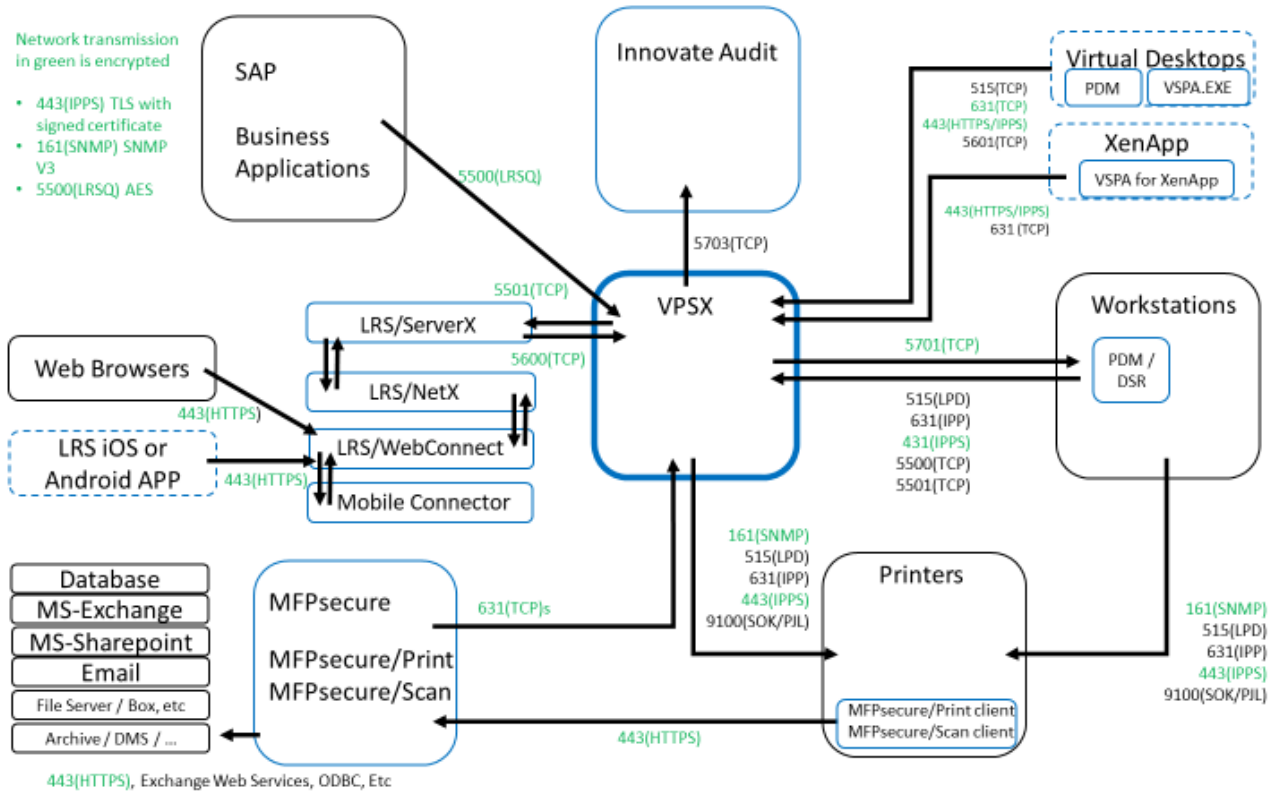 Network transmission
in green is encrypted
• 443(IPPS) TLS with
signed certificate
• 161(SNMP) SNMP
V3
• 5500(LRSQ) AES
SAP
Business
Applications
Innovate Audit
Virtual Desktops
PDM
VSPA.EXE
515(TCP)
631(TCP)
443(HTTPS/IPPS)
5601(TCP)
XenApp
VSPA for XenApp
443(HTTPS/IPPS)
631 (TCP)
5500(LRSQ)
5703(TCP)
5501(TCP)
VPSX
LRS/ServerX
5600(TCP)
Workstations
PDM /
DSR
5701(TCP)
515(LPD)
631(IPP)
431(IPPS)
5500(TCP)
5501(TCP)
Web Browsers
443(HTTPS)
LRS/NetX
LRS/WebConnect
Mobile Connector
LRS iOS or
Android APP
443(HTTPS)
161(SNMP)
515(LPD)
631(IPP)
443(IPPS)
9100(SOK/PJL)
Printers
MFPsecure/Print client
MFPsecure/Scan client
161(SNMP)
515(LPD)
631(IPP)
443(IPPS)
9100(SOK/PJL)
Database
MS-Exchange
MS-Sharepoint
Email
File Server / Box, etc
Archive / DMS / ...
MFPsecure
MFPsecure/Print
MFPsecure/Scan
631(TCP)s
443(HTTPS)
443(HTTPS), Exchange Web Services, ODBC, Etc